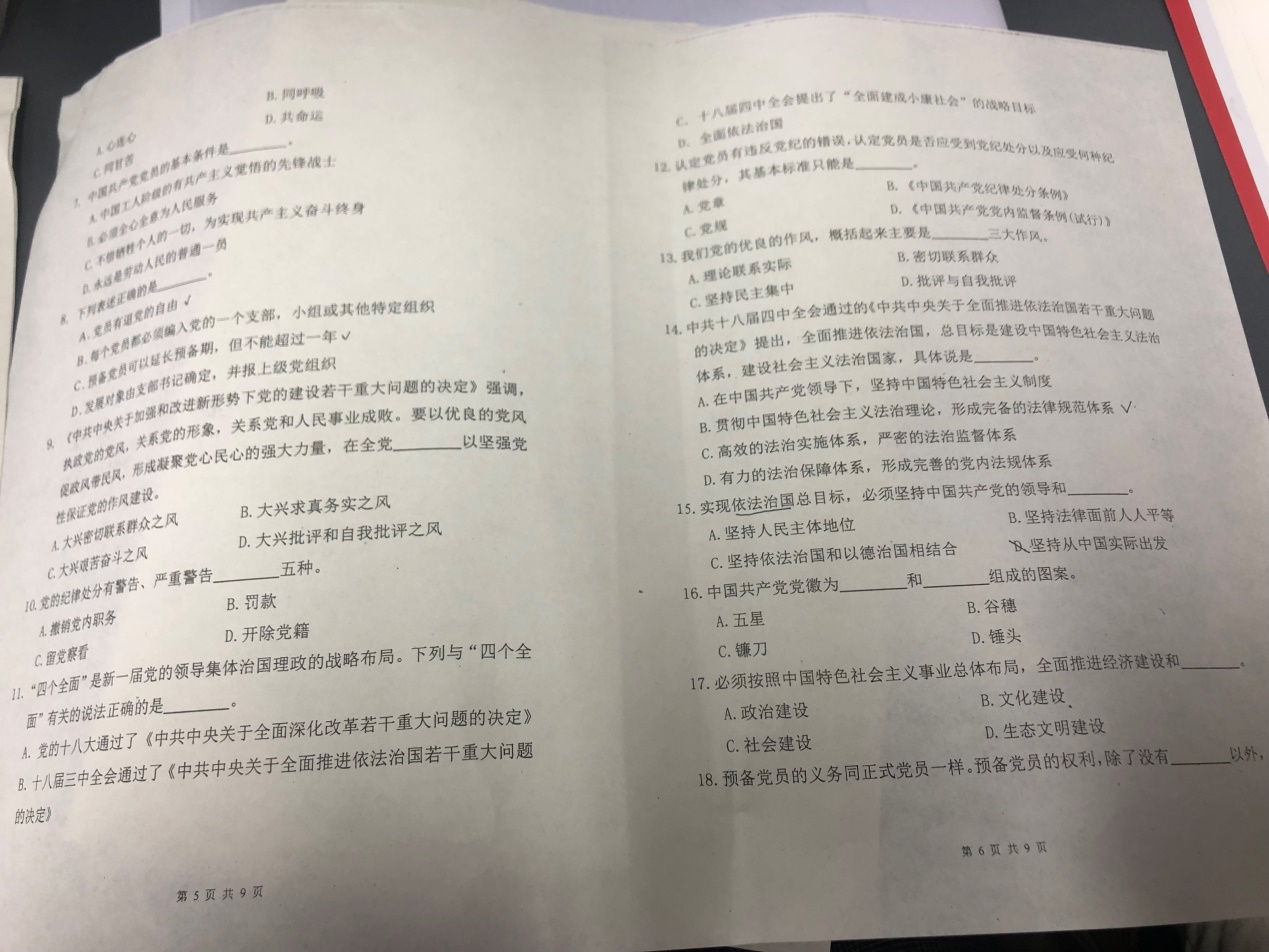 B. 同呼吸
A. 心连心
D. 共命运
C. 同甘苦
7. 中国共产党党员的基本条件是________。
A. 中国工人阶级的有共产主义觉悟的先锋战士
B. 必须全心全意为人民服务
C. 不惜牺牲个人的一切，为实现共产主义奋斗终身
D. 永远是劳动人民的普通一员
8. 下列表述正确的是________。
A. 党员有退党的自由 √
B. 每个党员都必须编入党的一个支部，小组或其他特定组织
C. 预备党员可以延长预备期，但不能超过一年 √
D. 发展对象由支部书记确定，并报上级党组织
9. 《中共中央关于加强和改进新形势下党的建设若干重大问题的决定》强调，
执政党的党风，关系党的形象，关系党和人民事业成败。要以优良的党风
促政风带民风，形成凝聚党心民心的强大力量，在全党________以坚强党
性保证党的作风建设。
A. 大兴密切联系群众之风 B. 大兴求真务实之风
C. 大兴艰苦奋斗之风 D. 大兴批评和自我批评之风
10. 党的纪律处分有警告、严重警告________五种。
A. 撤销党内职务 B. 罚款
C. 留党察看 D. 开除党籍
11. “四个全面”是新一届党的领导集体治国理政的战略布局。下列与“四个全
面”有关的说法正确的是________。
A. 党的十八大通过了《中共中央关于全面深化改革若干重大问题的决定》
B. 十八届三中全会通过了《中共中央关于全面推进依法治国若干重大问题
的决定》
第 5 页 共 9 页
C. 十八届四中全会提出了“全面建成小康社会”的战略目标
D. 全面依法治国
12. 认定党员有违反党纪的错误，认定党员是否应受到党纪处分以及应受何种纪
律处分，其基本标准只能是________。
A. 党章 B. 《中国共产党纪律处分条例》
C. 党规 D. 《中国共产党党内监督条例(试行)》
13. 我们党的优良的作风，概括起来主要是________三大作风。
A. 理论联系实际 B. 密切联系群众
C. 坚持民主集中 D. 批评与自我批评
14. 中共十八届四中全会通过的《中共中央关于全面推进依法治国若干重大问题
的决定》提出，全面推进依法治国，总目标是建设中国特色社会主义法治
体系，建设社会主义法治国家，具体说是________。
A. 在中国共产党领导下，坚持中国特色社会主义制度
B. 贯彻中国特色社会主义法治理论，形成完备的法律规范体系 √
C. 高效的法治实施体系，严密的法治监督体系
D. 有力的法治保障体系，形成完善的党内法规体系
15. 实现依法治国总目标，必须坚持中国共产党的领导和________。
A. 坚持人民主体地位 B. 坚持法律面前人人平等
C. 坚持依法治国和以德治国相结合 D. 坚持从中国实际出发
16. 中国共产党党徽为________和________组成的图案。
A. 五星 B. 谷穗
C. 镰刀 D. 锤头
17. 必须按照中国特色社会主义事业总体布局，全面推进经济建设和________。
A. 政治建设 B. 文化建设
C. 社会建设 D. 生态文明建设
18. 预备党员的义务同正式党员一样。预备党员的权利，除了没有________以外，
第 6 页 共 9 页